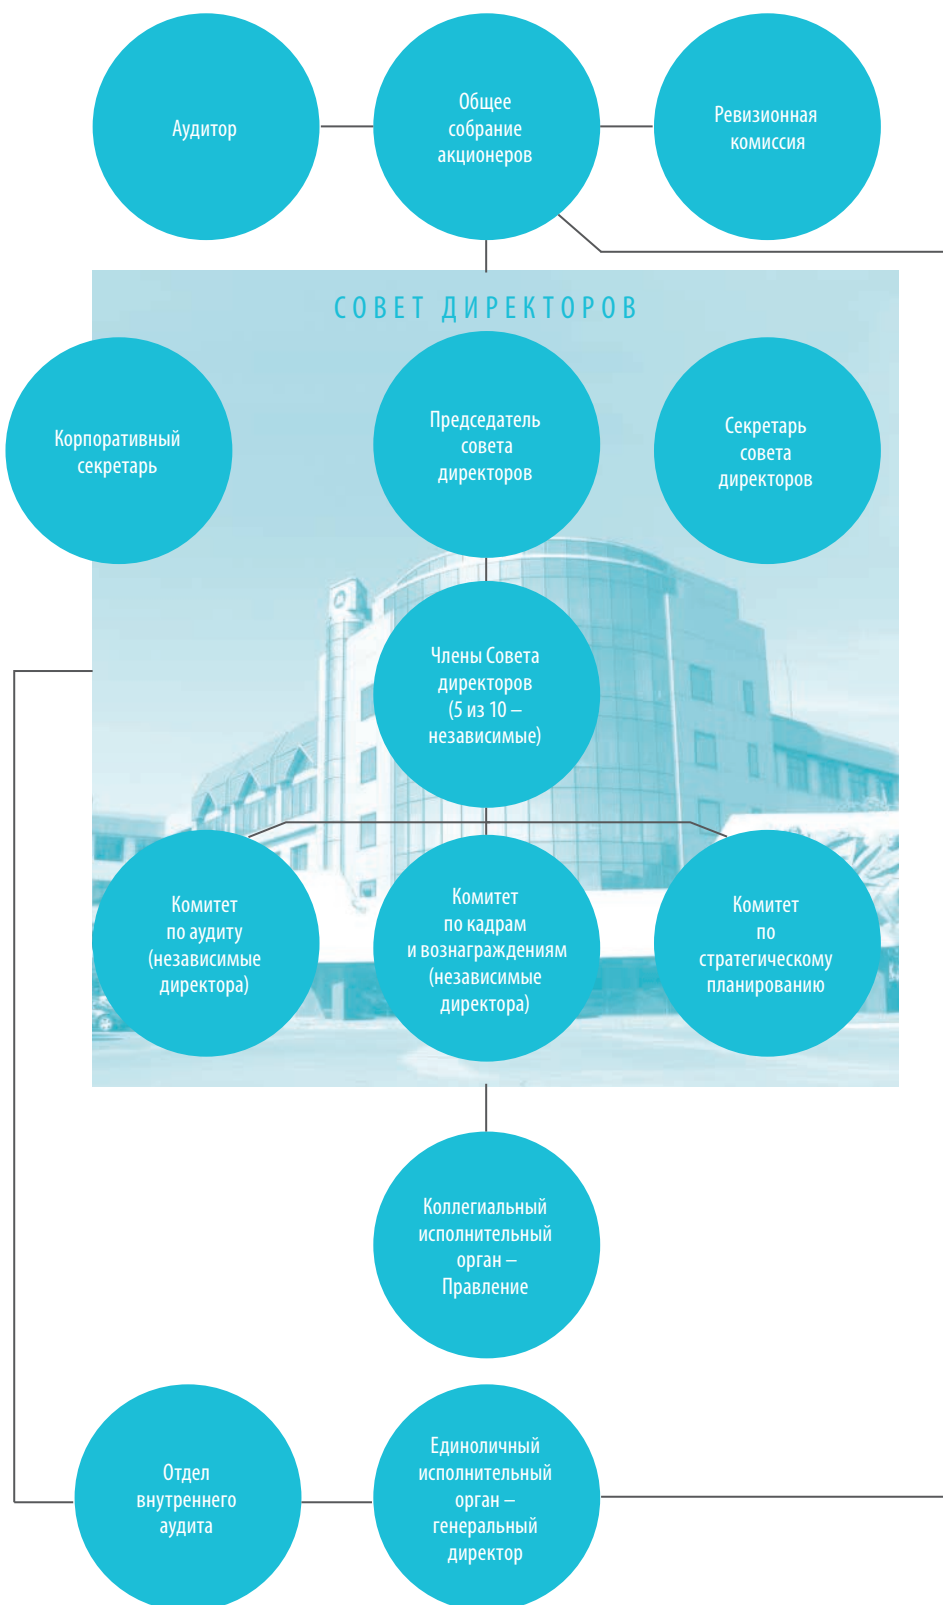 Аудитор
Общее
собрание
акционеров
Ревизионная
комиссия
СОВЕТ ДИРЕКТОРОВ
Корпоративный
секретарь
Председатель
совета
директоров
Секретарь
совета
директоров
Члены Совета
директоров
(5 из 10 –
независимые)
Комитет
по аудиту
(независимые
директора)
Комитет
по кадрам
и вознаграждениям
(независимые
директора)
Комитет
по
стратегическому
планированию
Коллегиальный
исполнительный
орган –
Правление
Отдел
внутреннего
аудита
Единоличный
исполнительный
орган –
генеральный
директор